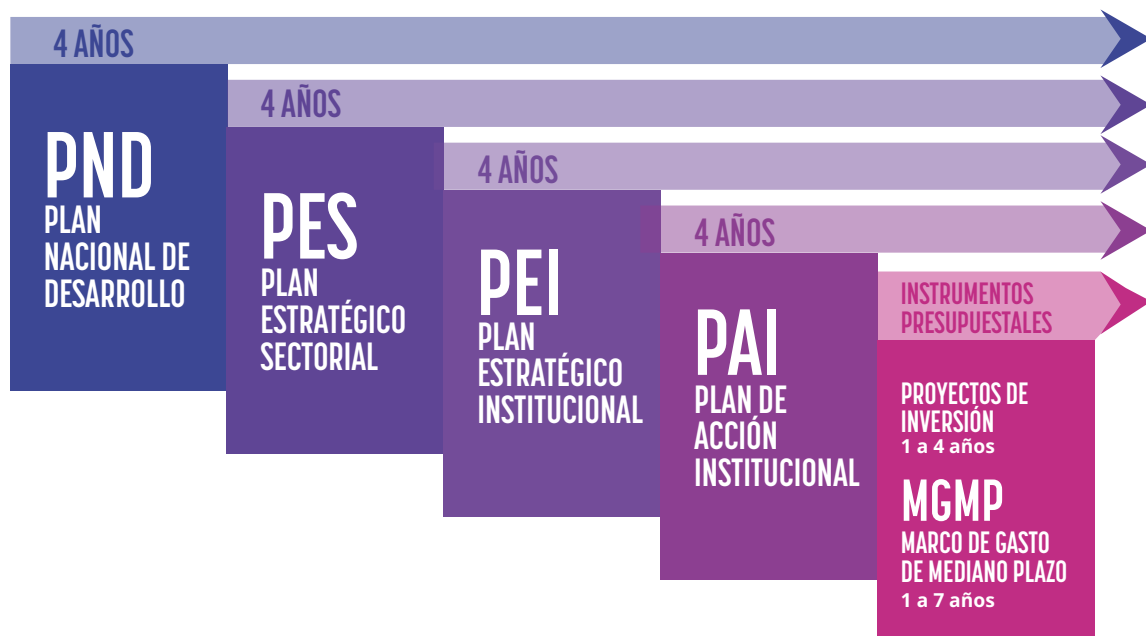 4 AÑOS
PND
PLAN
NACIONAL DE
DESARROLLO
4 AÑOS
PES
PLAN
ESTRATÉGICO
SECTORIAL
4 AÑOS
PEI
PLAN
ESTRATÉGICO
INSTITUCIONAL
4 AÑOS
PAI
PLAN DE
ACCIÓN
INSTITUCIONAL
INSTRUMENTOS
PRESUPUESTALES
PROYECTOS DE
INVERSIÓN
1 a 4 años
MGMP
MARCO DE GASTO
DE MEDIANO PLAZO
1 a 7 años